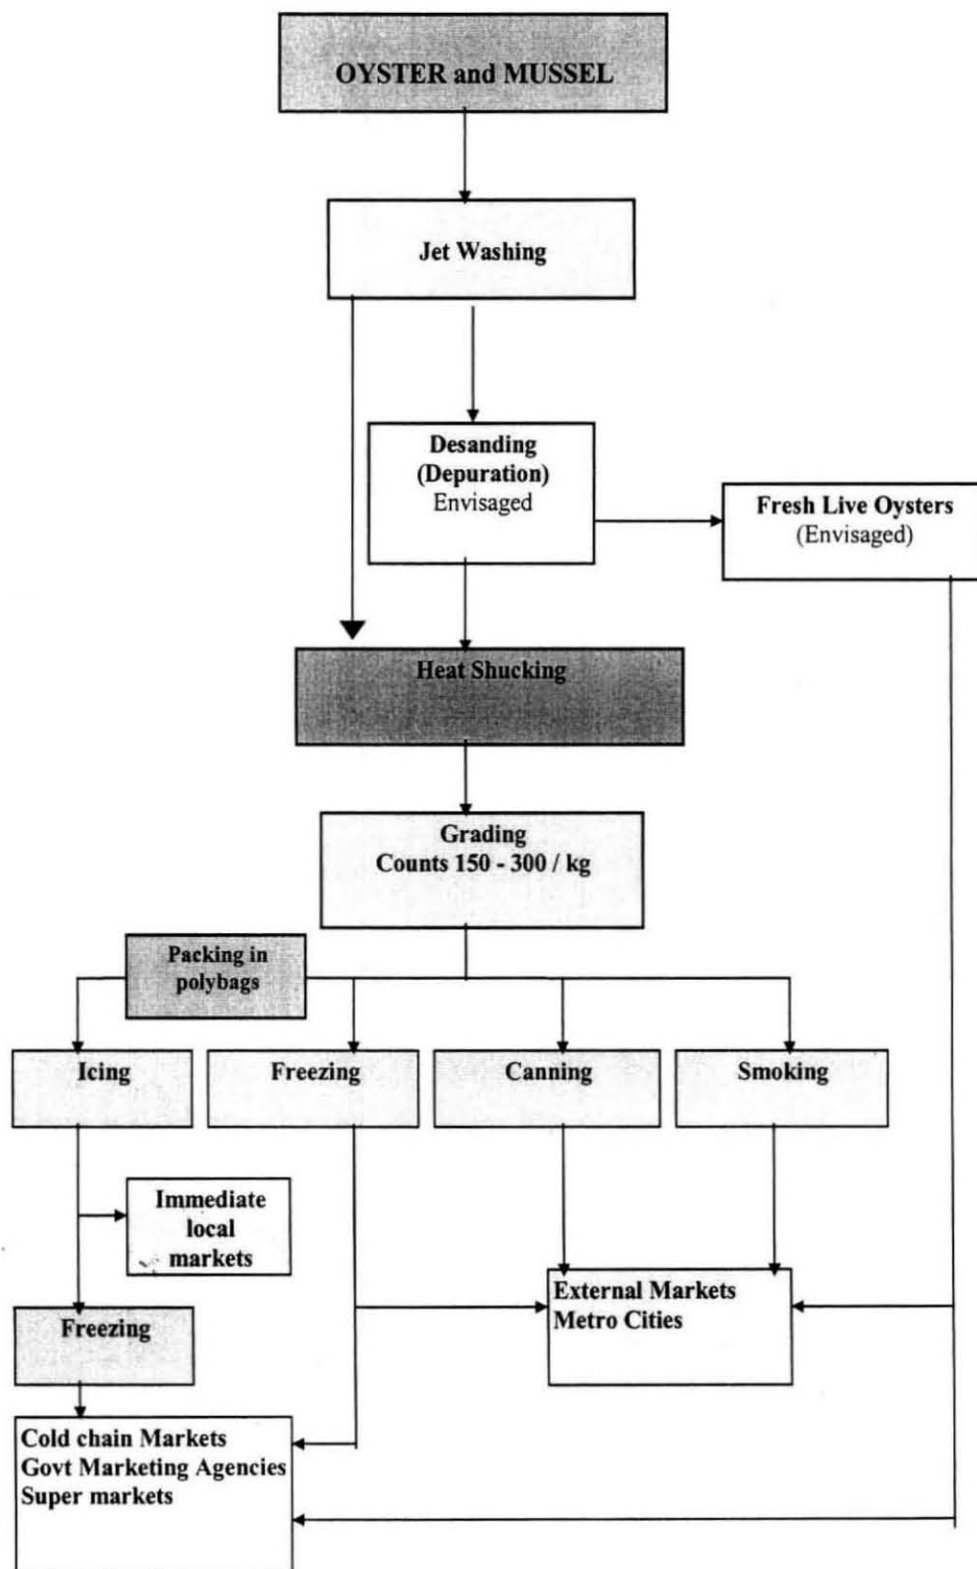 OYSTER and MUSSEL
Jet Washing
Desanding
(Depuration)
Envisaged
Fresh Live Oysters
(Envisaged)
Heat Shucking
Grading
Counts 150 - 300 / kg
Packing in
polybags
Icing
Freezing
Canning
Smoking
Immediate
local
markets
External Markets
Metro Cities
Freezing
Cold chain Markets
Govt Marketing Agencies
Super markets